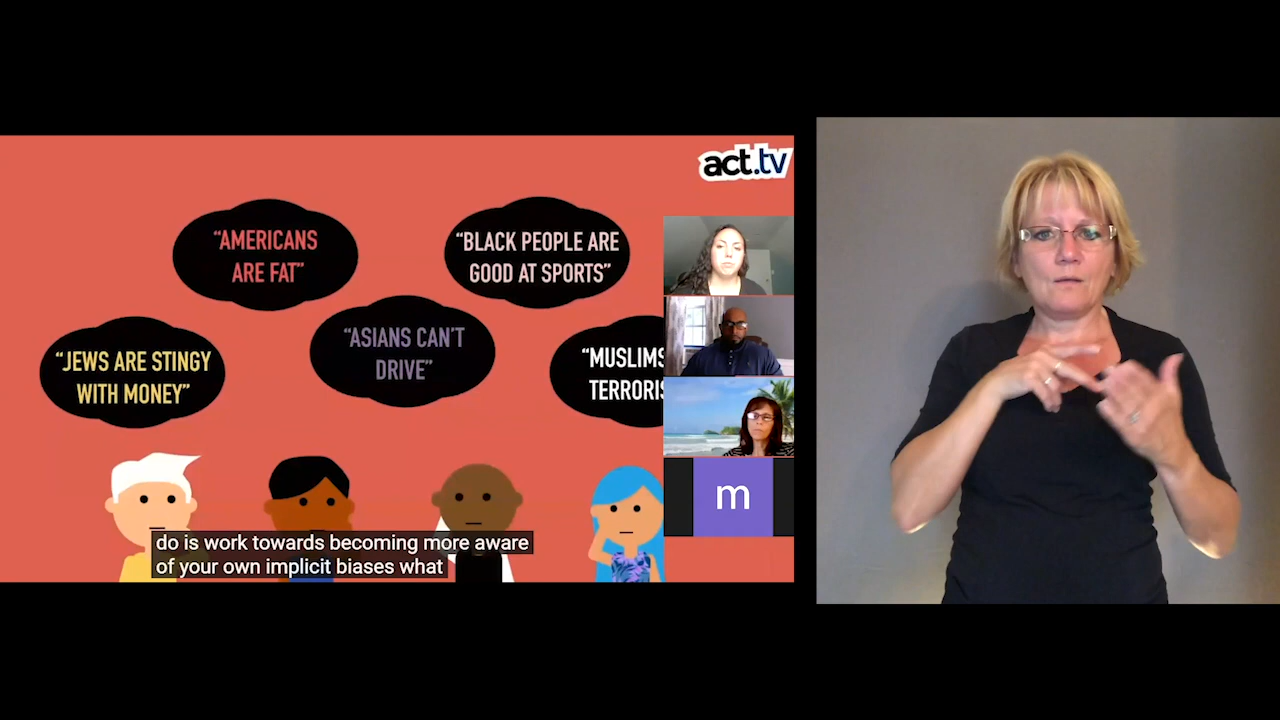 act.tv
“AMERICANS
ARE FAT”
“BLACK PEOPLE ARE
GOOD AT SPORTS”
“JEWS ARE STINGY
WITH MONEY”
“ASIANS CAN’T
DRIVE”
“MUSLIMS
m
do is work towards becoming more aware
of your own implicit biases what